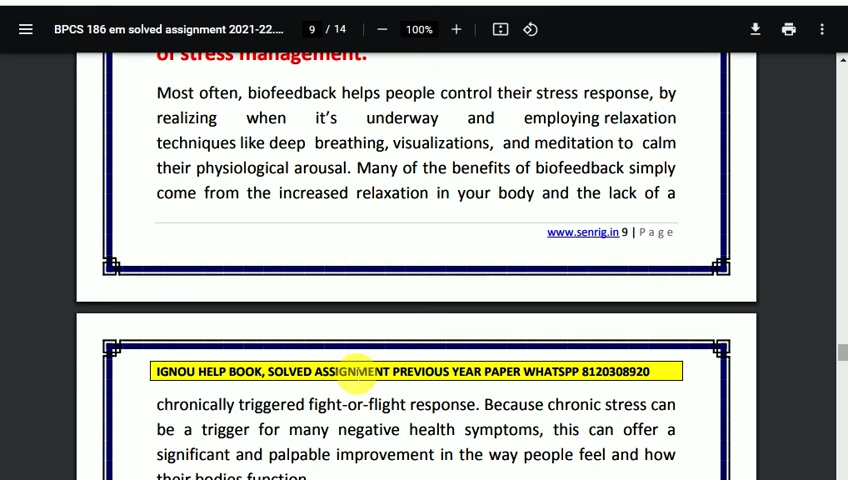 BPCS 186 em solved assignment 2021-22....
9 / 14
100%
of stress management.
Most often, biofeedback helps people control their stress response, by
realizing when it's underway and employing relaxation
techniques like deep breathing, visualizations, and meditation to calm
their physiological arousal. Many of the benefits of biofeedback simply
come from the increased relaxation in your body and the lack of a
www.senrig.in 9 | Page
IGNOU HELP BOOK, SOLVED ASSIGNMENT PREVIOUS YEAR PAPER WHATSPP 8120308920
chronically triggered fight-or-flight response. Because chronic stress can
be a trigger for many negative health symptoms, this can offer a
significant and palpable improvement in the way people feel and how
their bodies function.